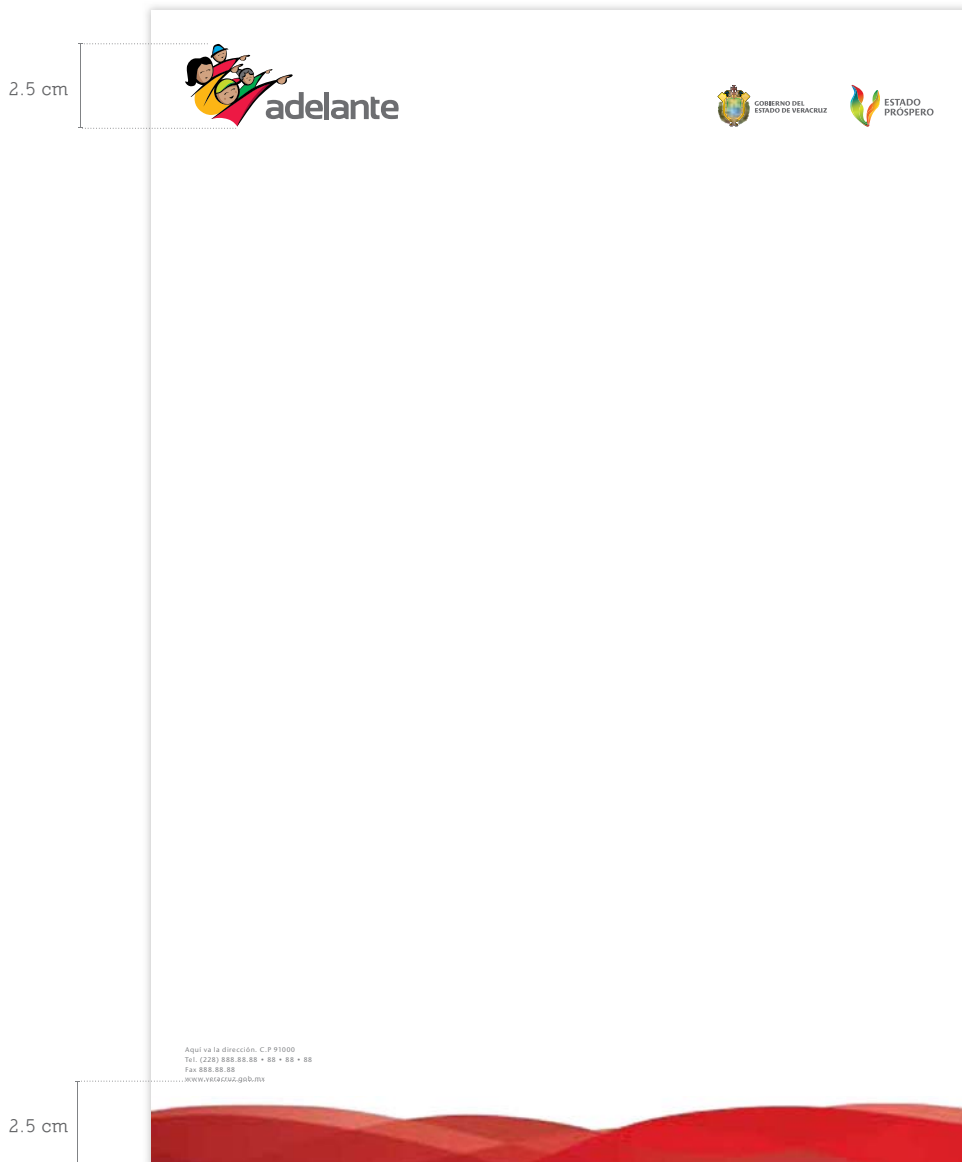 2.5 cm
adelante
GOBIERNO DEL
ESTADO DE VERACRUZ
ESTADO
PRÓSPERO
Aquí va la dirección. C.P 91000
Tel. (228) 888.88.88 • 88 • 88 • 88
Fax 888.88.88
www.veracruz.gob.mx
2.5 cm